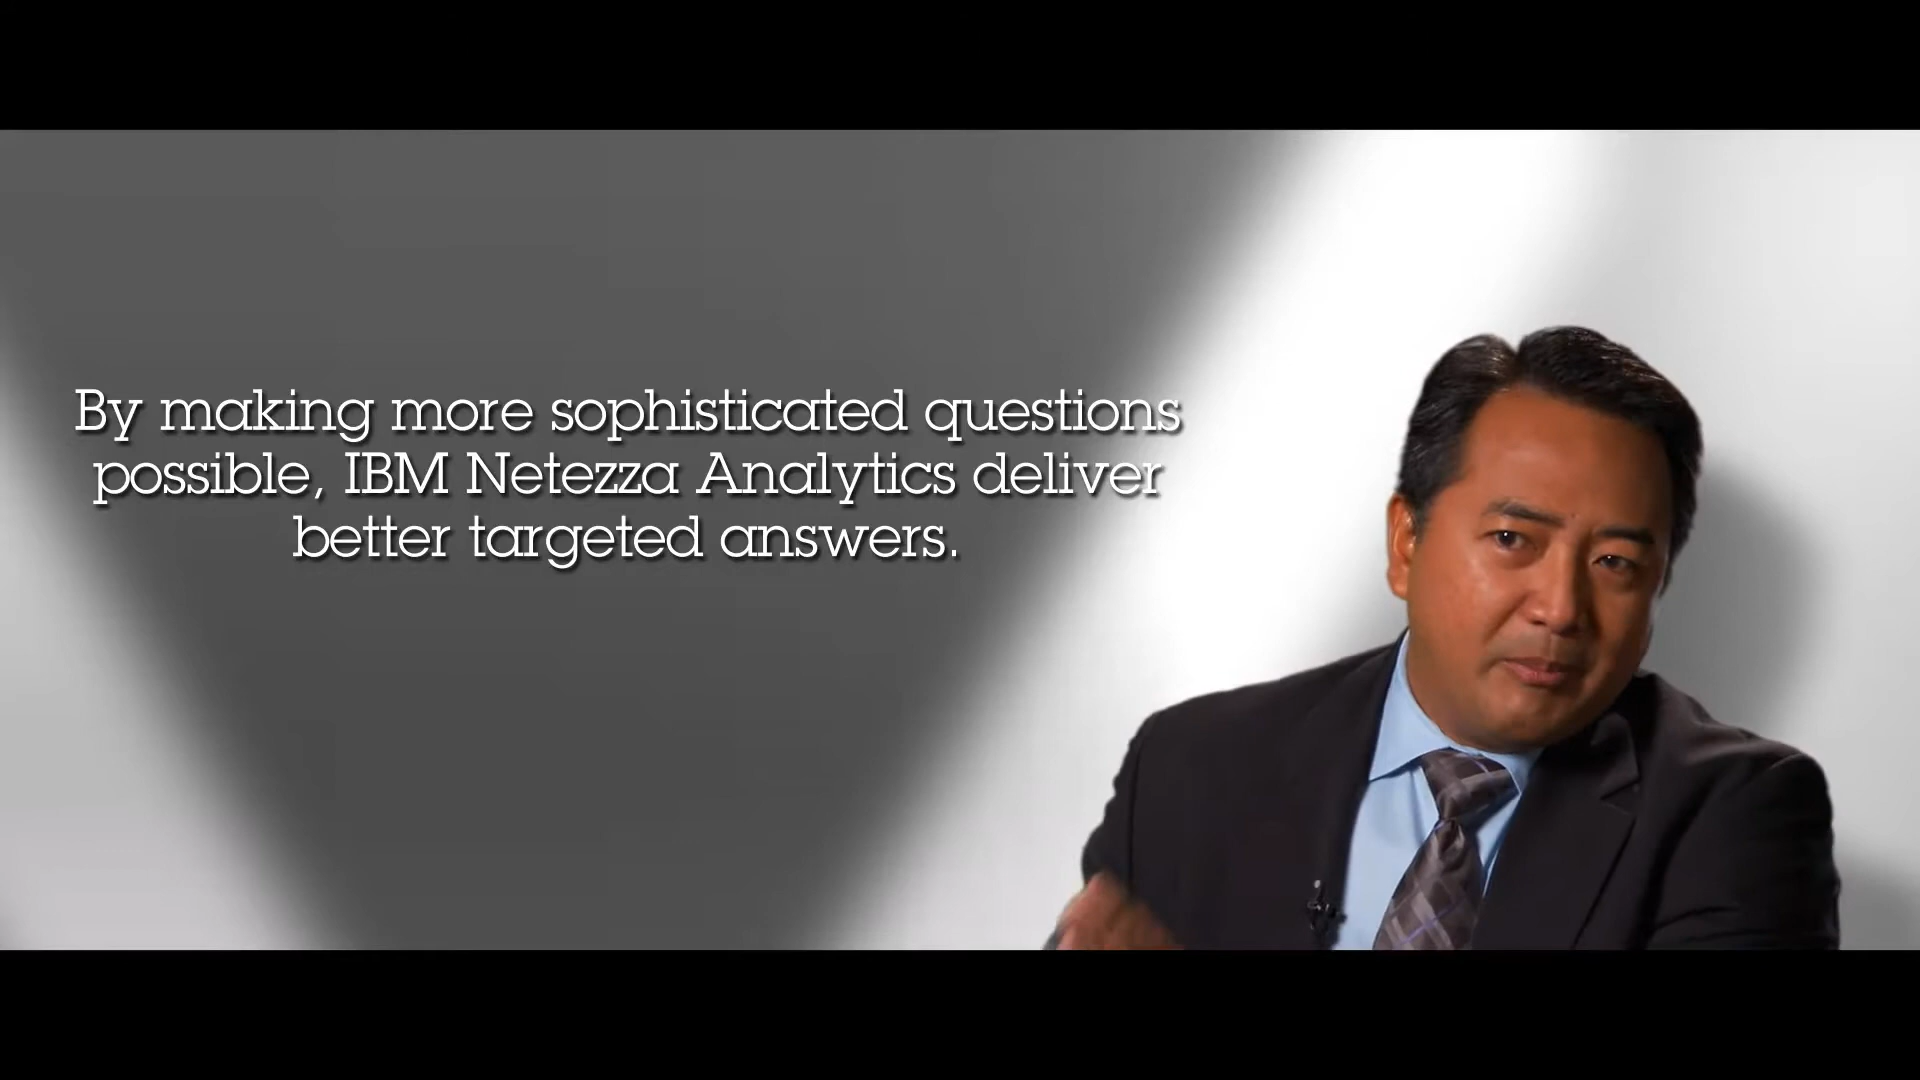 By making more sophisticated questions
possible, IBM Netezza Analytics deliver
better targeted answers.